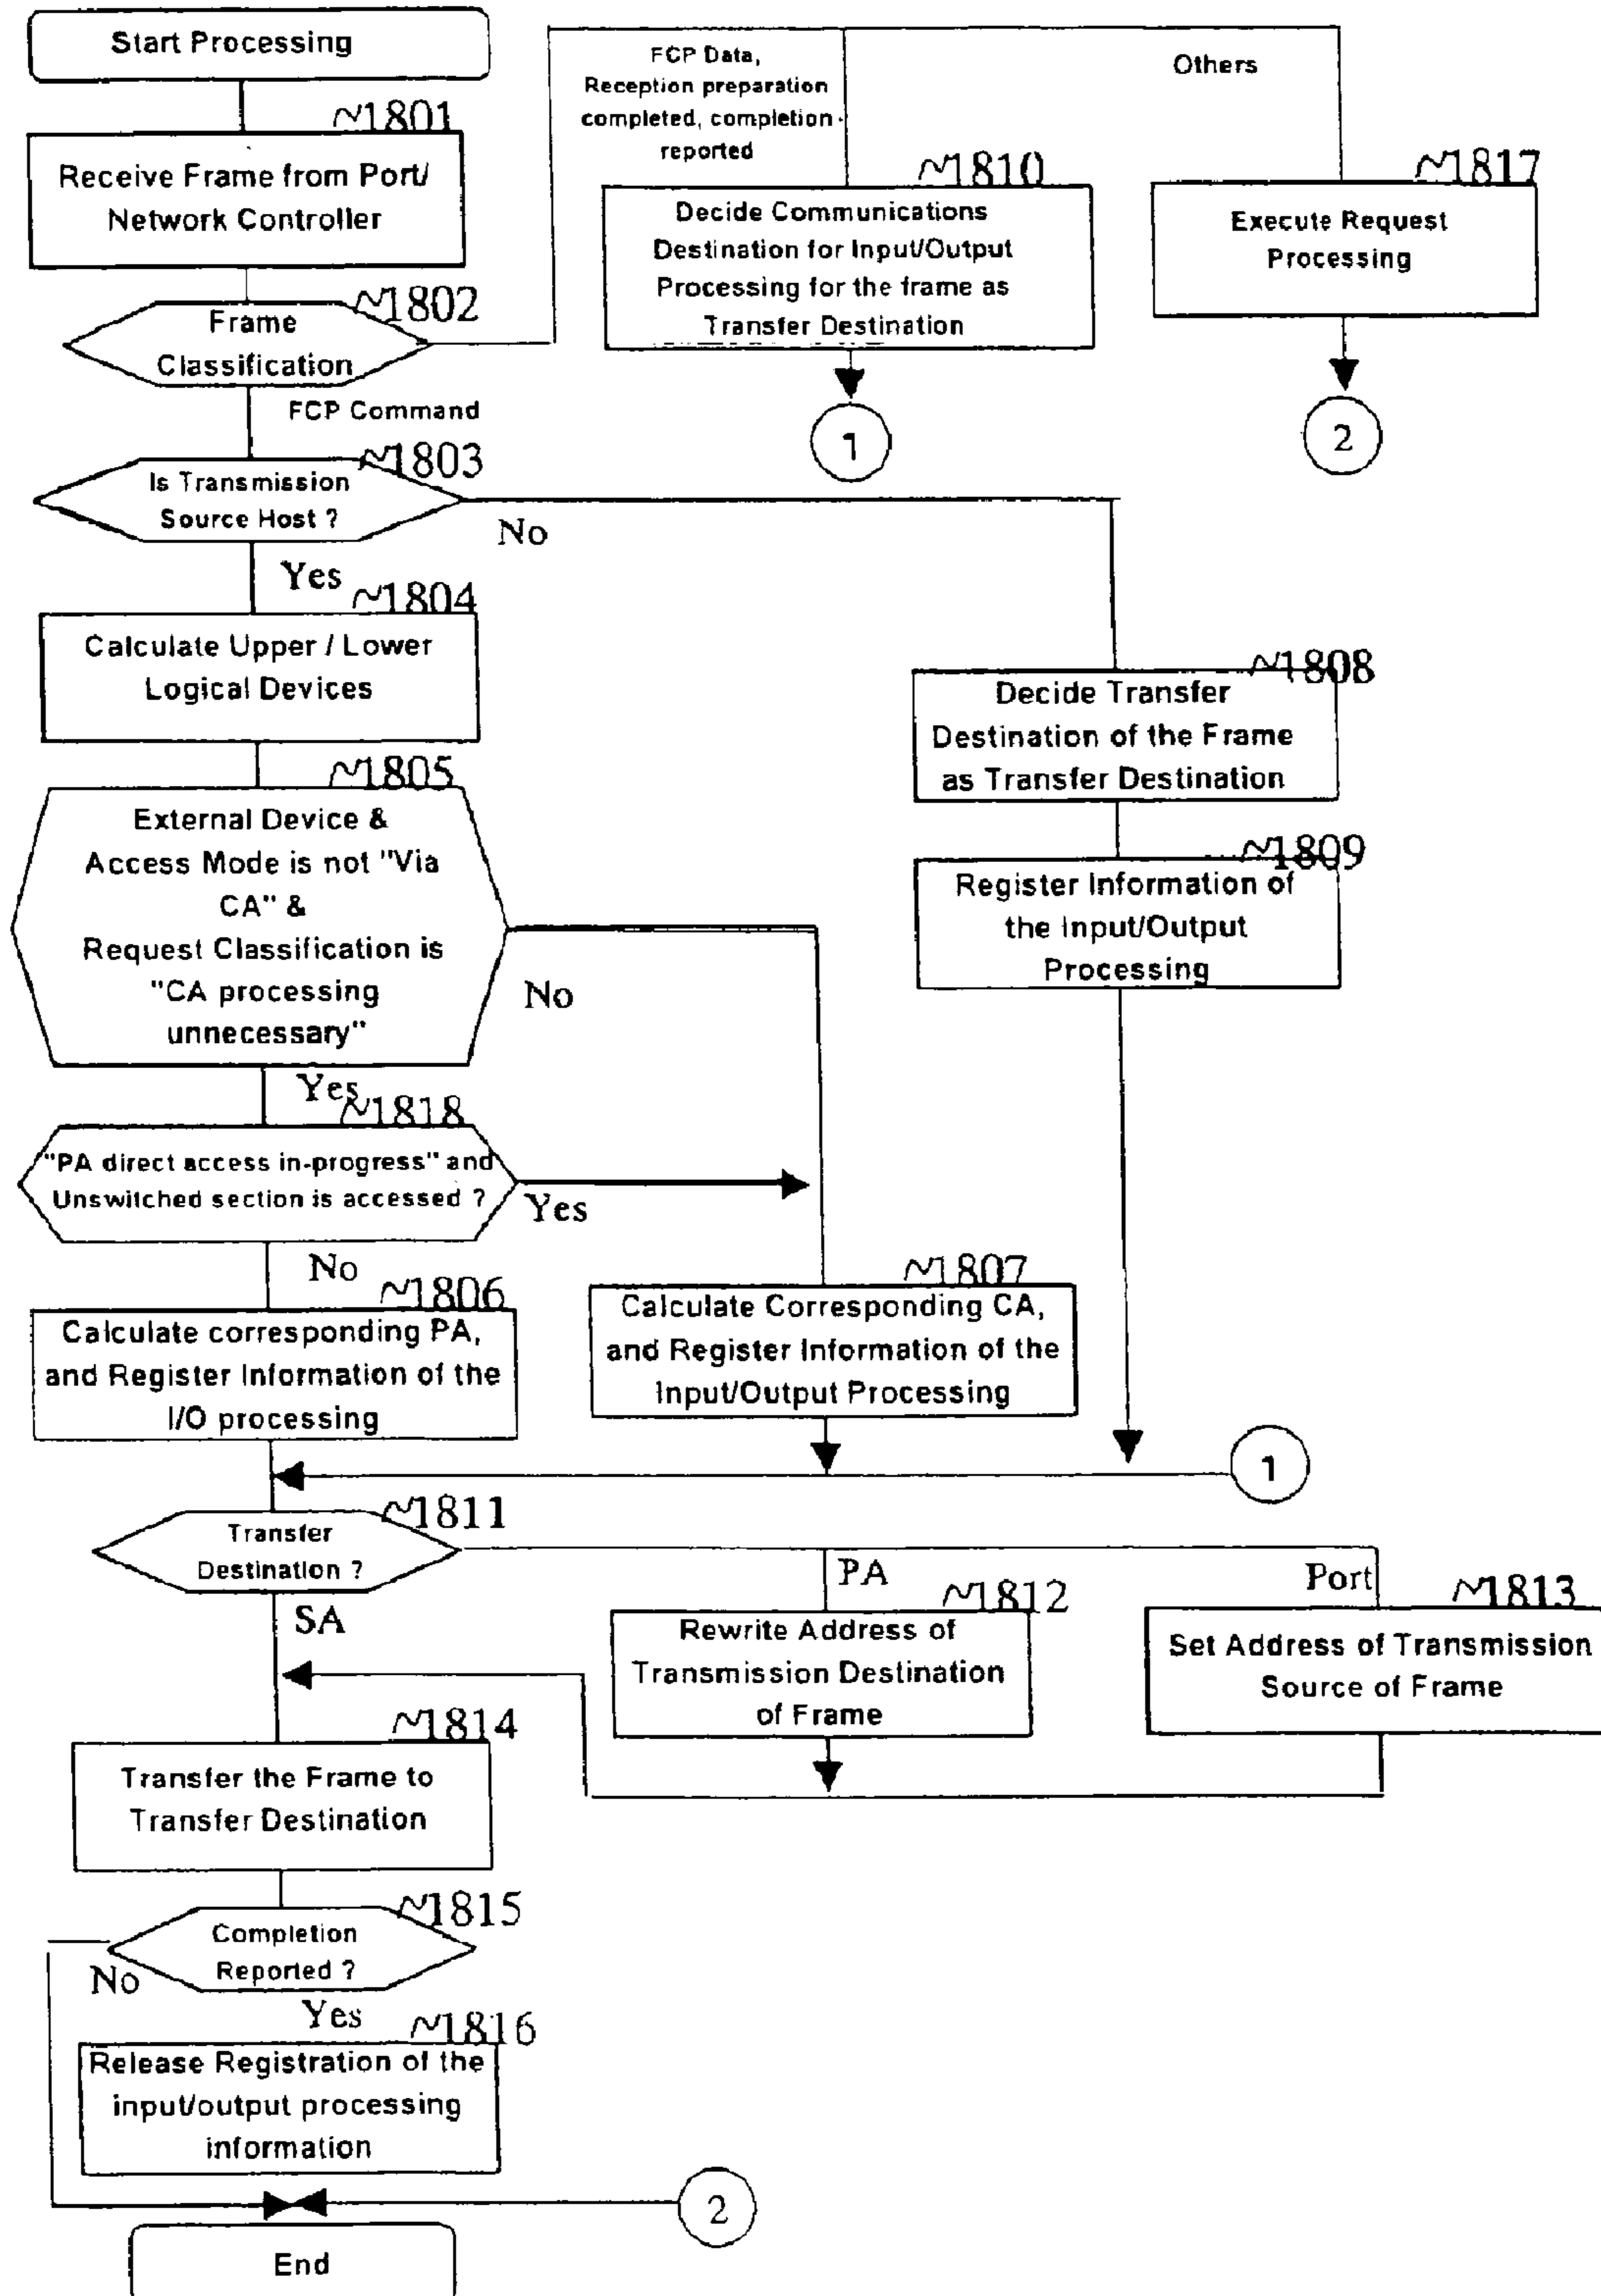 Start Processing
~1801
Receive Frame from Port/
Network Controller
~1802
Frame
Classification
FCP Data,
Reception preparation
completed, completion
reported
Others
~1810
Decide Communications
Destination for Input/Output
Processing for the frame as
Transfer Destination
1
~1817
Execute Request
Processing
2
FCP Command
~1803
Is Transmission
Source Host ?
No
Yes
~1804
Calculate Upper / Lower
Logical Devices
~1808
Decide Transfer
Destination of the Frame
as Transfer Destination
~1809
Register Information of
the Input/Output
Processing
~1805
External Device &
Access Mode is not "Via
CA" &
Request Classification is
"CA processing
unnecessary"
No
Yes
~1818
"PA direct access in-progress" and
Unswitched section is accessed ?
Yes
No
~1806
Calculate corresponding PA,
and Register Information of the
I/O processing
~1807
Calculate Corresponding CA,
and Register Information of the
Input/Output Processing
1
~1811
Transfer
Destination ?
SA
PA
~1812
Rewrite Address of
Transmission Destination
of Frame
Port
~1813
Set Address of Transmission
Source of Frame
~1814
Transfer the Frame to
Transfer Destination
~1815
Completion
Reported ?
No
Yes
~1816
Release Registration of the
input/output processing
information
2
End